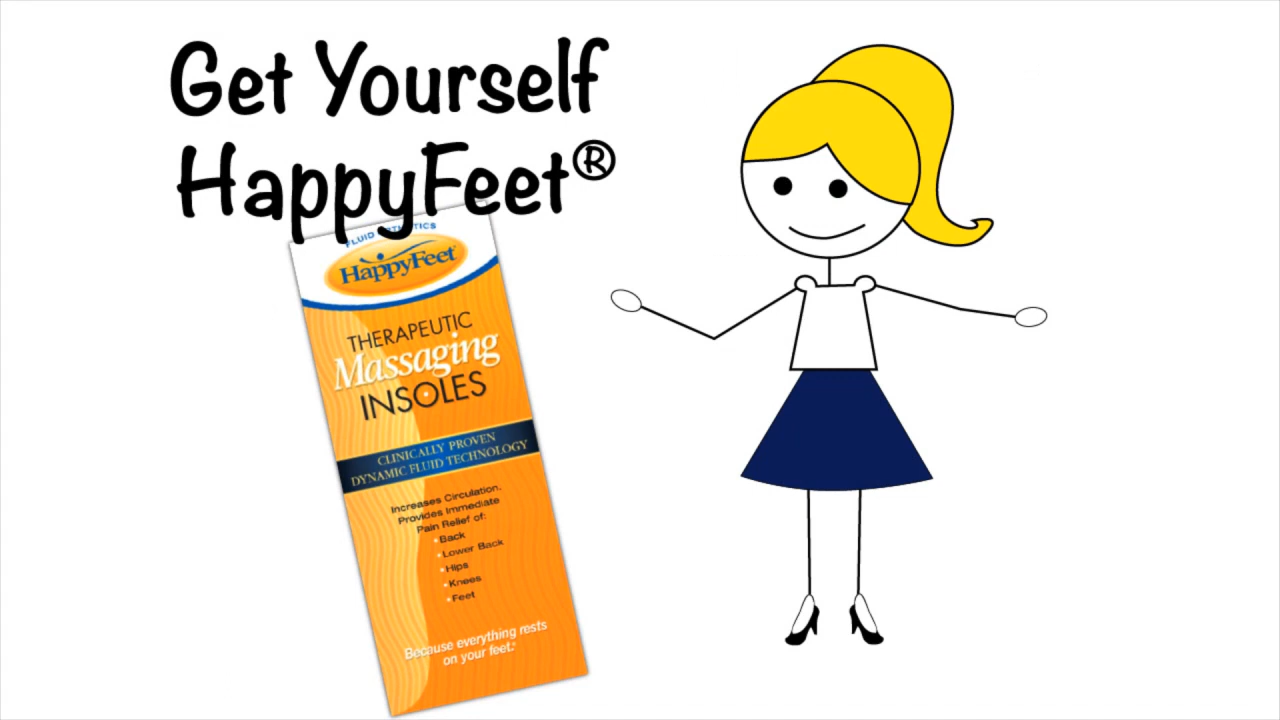 Get Yourself
HappyFeet®
FLUID
HappyFeet
THERAPEUTIC
Massaging
INSOLES
CLINICALLY PROVEN
DYNAMIC FLUID TECHNOLOGY
Increases Circulation.
Provides Immediate
Pain Relief of:
•Back
•Lower Back
•Hips
•Knees
•Feet
Because everything rests
on your feet.®